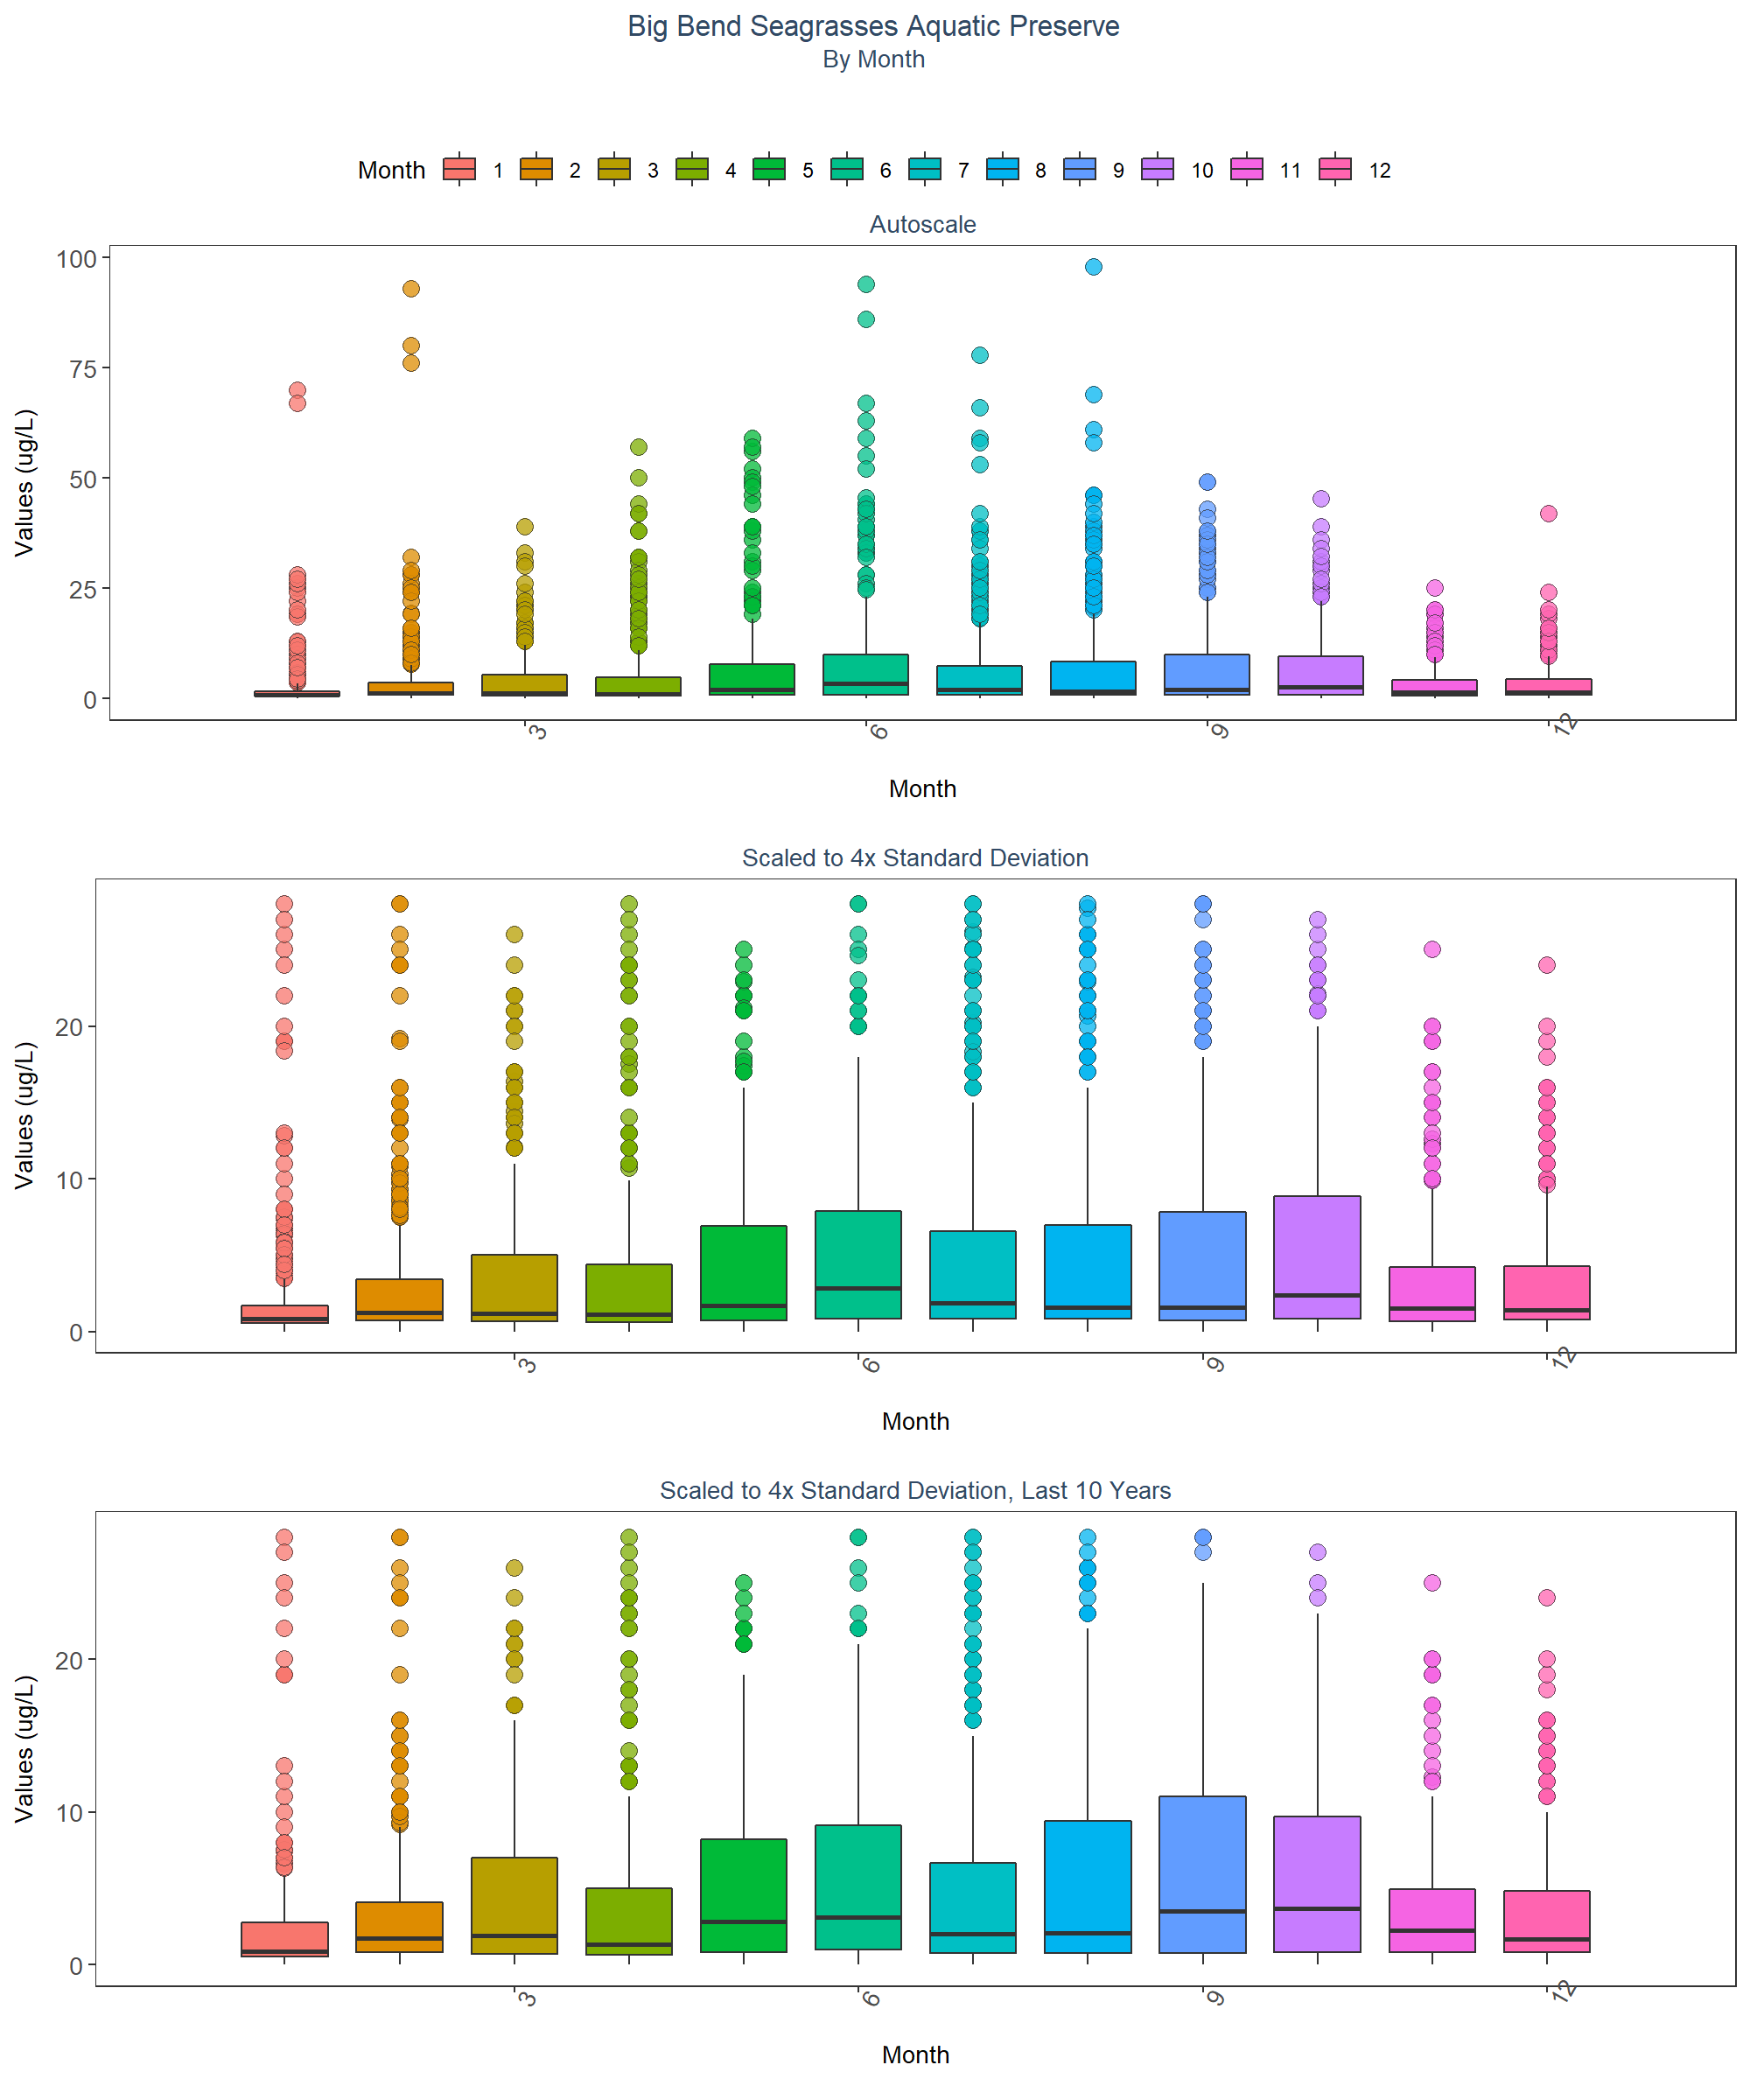 Big Bend Seagrasses Aquatic Preserve
By Month
Month 1 2 3 4 5 6 7 8 9 10 11 12
Autoscale
Values (ug/L)
100
75
50
25
0
3 6 9 12
Month
Scaled to 4x Standard Deviation
Values (ug/L)
20
10
0
3 6 9 12
Month
Scaled to 4x Standard Deviation, Last 10 Years
Values (ug/L)
20
10
0
3 6 9 12
Month